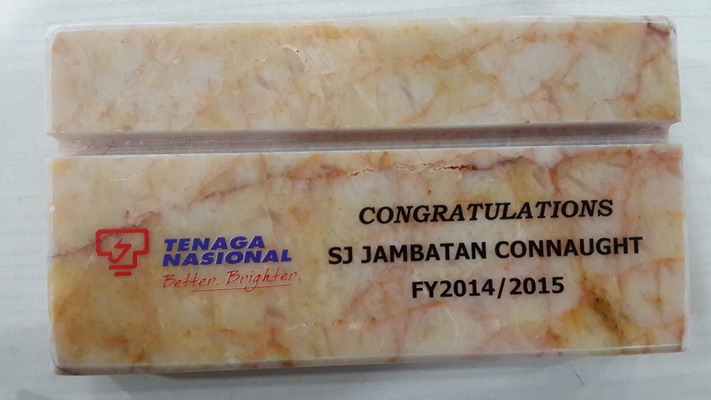 CONGRATULATIONS
TENAGA
NASIONAL
Better. Brighter.
SJ JAMBATAN CONNAUGHT
FY2014/2015